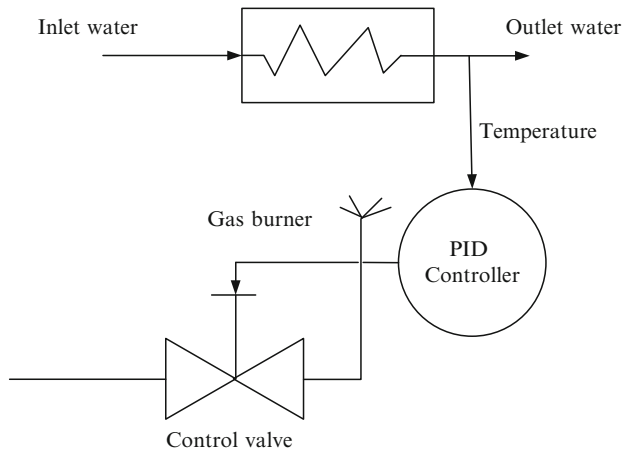 Inlet water
Outlet water
Temperature
Gas burner
PID
Controller
Control valve